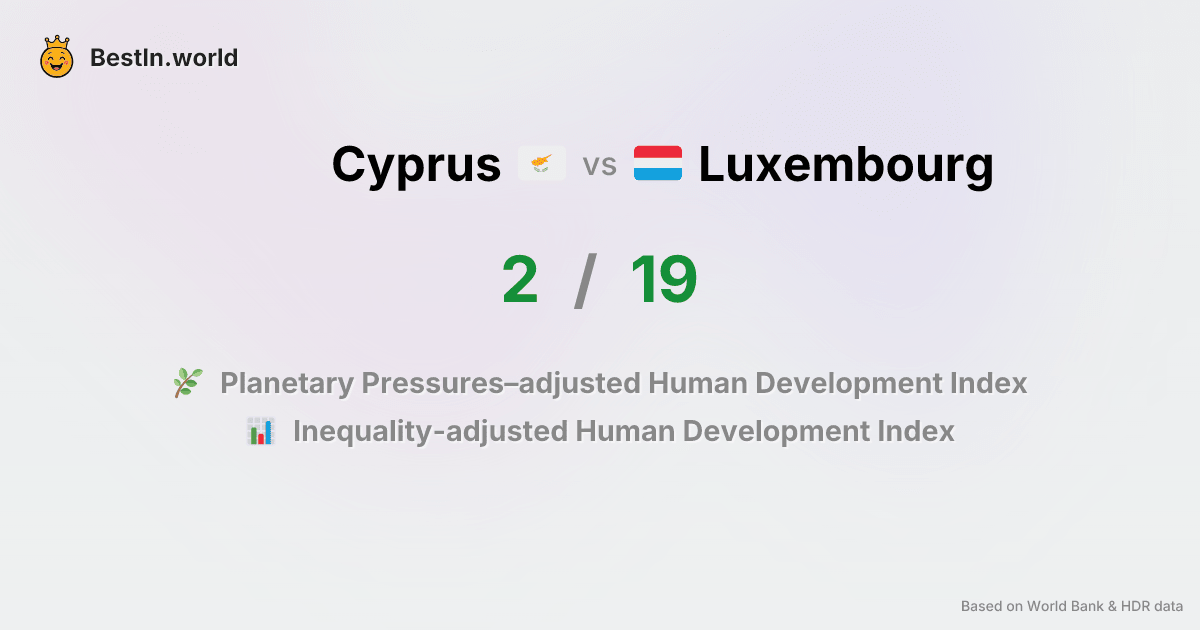 BestIn.world
Cyprus vs Luxembourg
2 / 19
Planetary Pressures–adjusted Human Development Index
Inequality-adjusted Human Development Index
Based on World Bank & HDR data